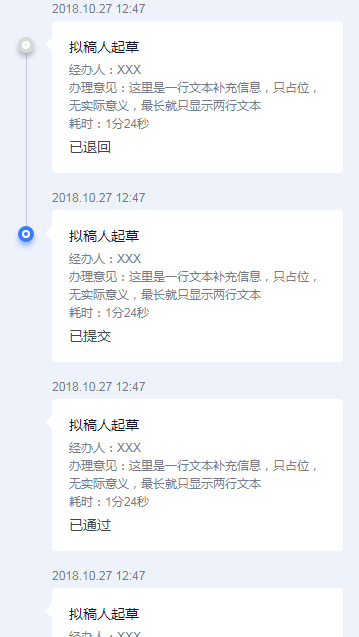 2018.10.27 12:47
拟稿人起草
经办人：XXX
办理意见：这里是一行文本补充信息，只占位，
无实际意义，最长就只显示两行文本
耗时：1分24秒
已退回
2018.10.27 12:47
拟稿人起草
经办人：XXX
办理意见：这里是一行文本补充信息，只占位，
无实际意义，最长就只显示两行文本
耗时：1分24秒
已提交
2018.10.27 12:47
拟稿人起草
经办人：XXX
办理意见：这里是一行文本补充信息，只占位，
无实际意义，最长就只显示两行文本
耗时：1分24秒
已通过
2018.10.27 12:47
拟稿人起草
经办人：XXX